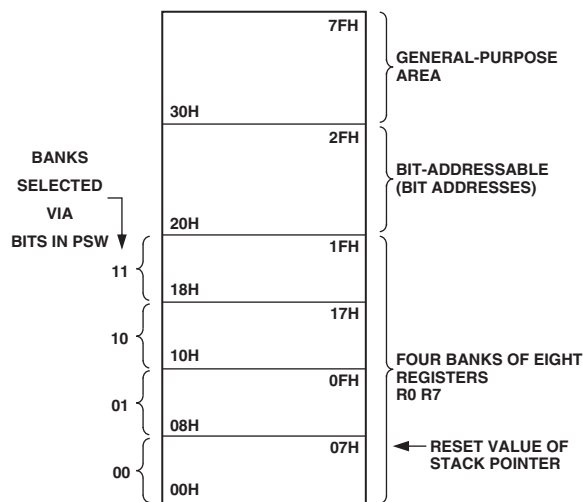 7FH
GENERAL-PURPOSE
AREA
30H
2FH
BANKS
SELECTED
VIA
BITS IN PSW
BIT-ADDRESSABLE
(BIT ADDRESSES)
20H
1FH
11
18H
17H
10
10H
FOUR BANKS OF EIGHT
REGISTERS
R0 R7
0FH
01
08H
07H
RESET VALUE OF
STACK POINTER
00
00H